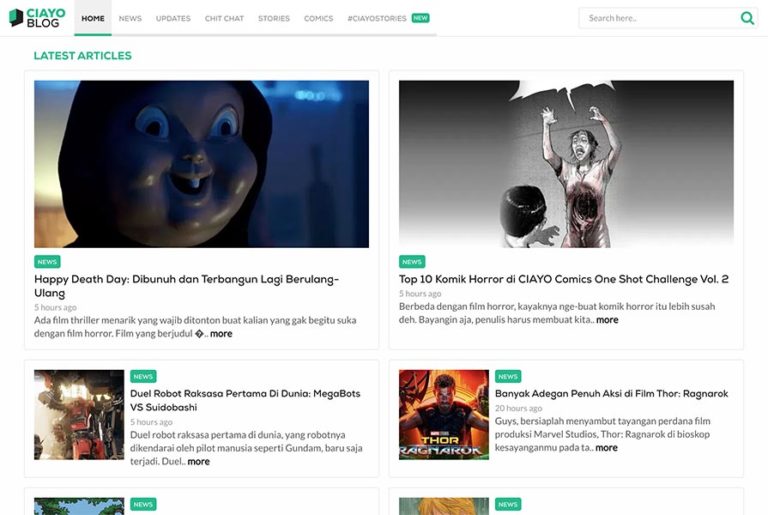 CIAYO
BLOG
HOME
NEWS
UPDATES
CHIT CHAT
STORIES
COMICS
#CIAYOSTORIES
NEW
Search here..
LATEST ARTICLES
NEWS
Happy Death Day: Dibunuh dan Terbangun Lagi Berulang-
Ulang
5 hours ago
Ada film thriller menarik yang wajib ditonton buat kalian yang gak begitu suka
dengan film horror. Film yang berjudul �.. more
NEWS
Top 10 Komik Horror di CIAYO Comics One Shot Challenge Vol. 2
5 hours ago
Berbeda dengan film horror, kayaknya nge-buat komik horror itu lebih susah
deh. Bayangin aja, penulis harus membuat kita.. more
NEWS
Duel Robot Raksasa Pertama Di Dunia: MegaBots
VS Suidobashi
5 hours ago
Duel robot raksasa pertama di dunia, yang robotnya
dikendarai oleh pilot manusia seperti Gundam, baru saja
terjadi. Duel.. more
MARVEL STUDIOS
THOR
RAGNAROK
NEWS
Banyak Adegan Penuh Aksi di Film Thor: Ragnarok
20 hours ago
Guys, bersiaplah menyambut tayangan perdana film
produksi Marvel Studios, Thor: Ragnarok di bioskop
kesayanganmu pada ta.. more
NEWS
NEWS